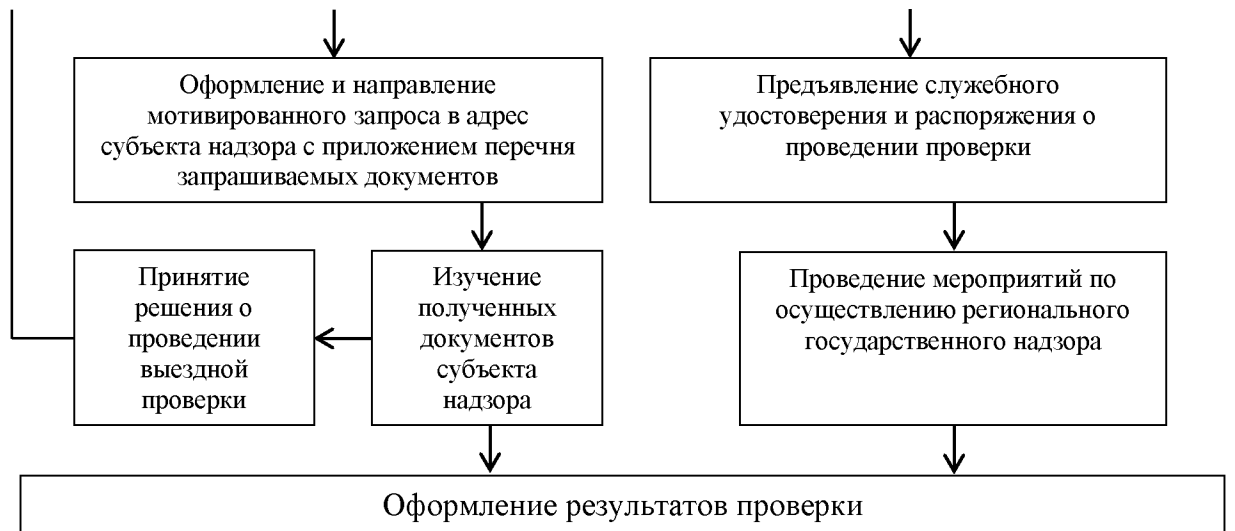 Оформление и направление
мотивированного запроса в адрес
субъекта надзора с приложением перечня
запрашиваемых документов
Предъявление служебного
удостоверения и распоряжения о
проведении проверки
Принятие
решения о
проведении
выездной
проверки
Изучение
полученных
документов
субъекта
надзора
Проведение мероприятий по
осуществлению регионального
государственного надзора
Оформление результатов проверки